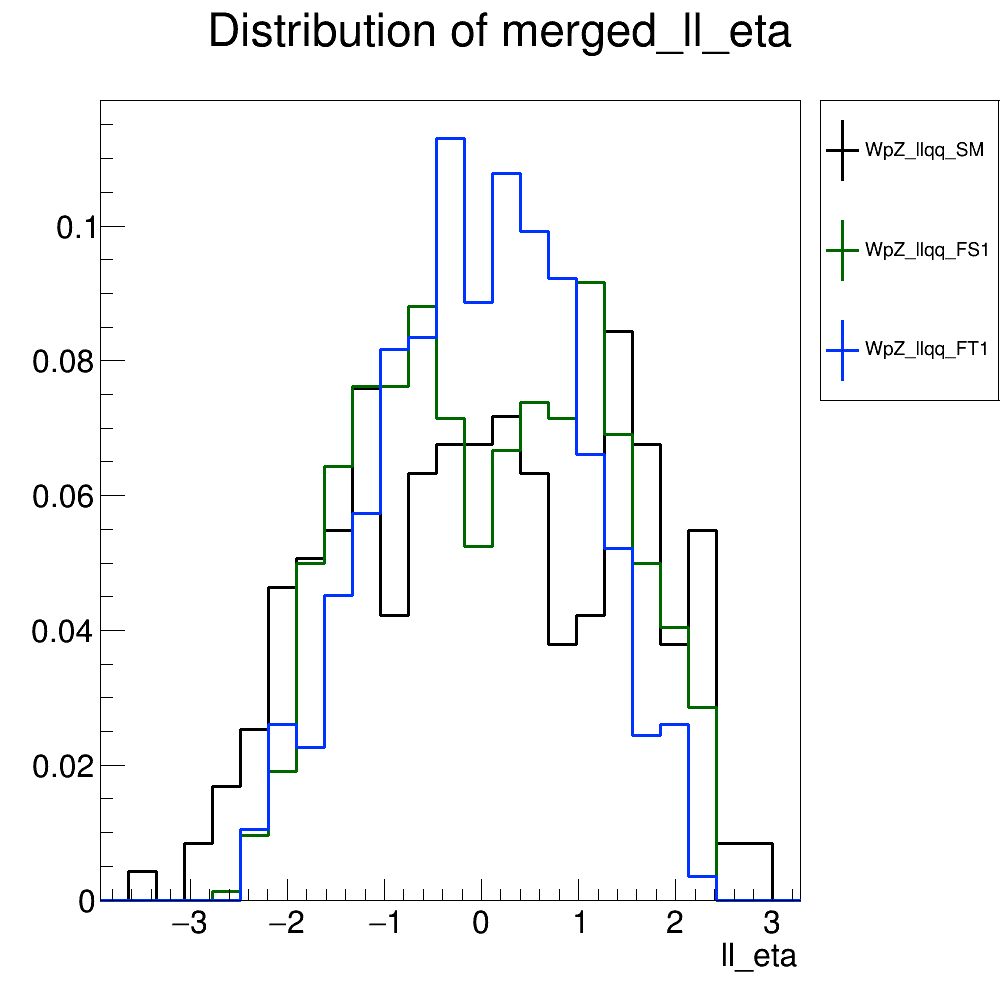 Distribution of merged_ll_eta
WpZ_llqq_SM
WpZ_llqq_FS1
WpZ_llqq_FT1
0.1
0.08
0.06
0.04
0.02
0
−3 −2 −1 0 1 2 3
ll_eta